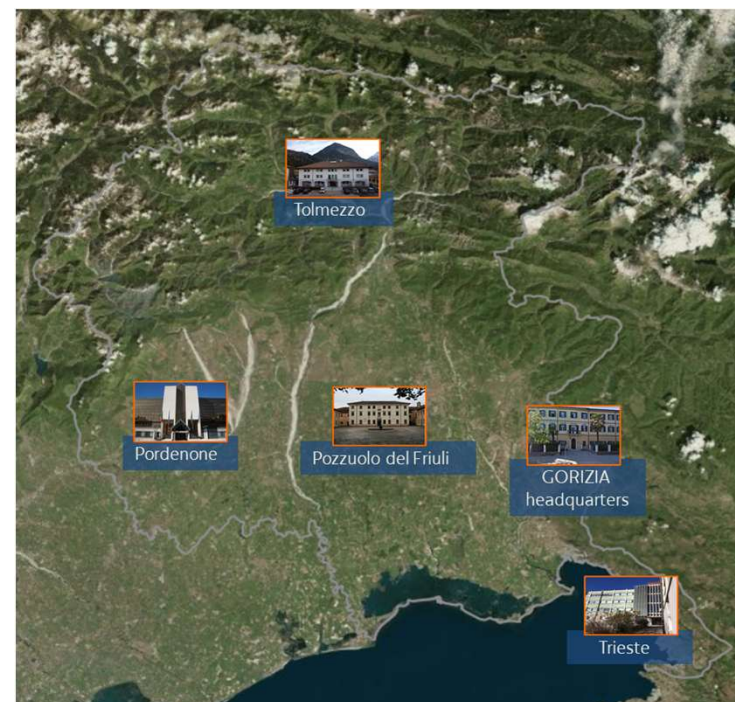 Tolmezzo
Pordenone
Pozzuolo del Friuli
GORIZIA
headquarters
Trieste